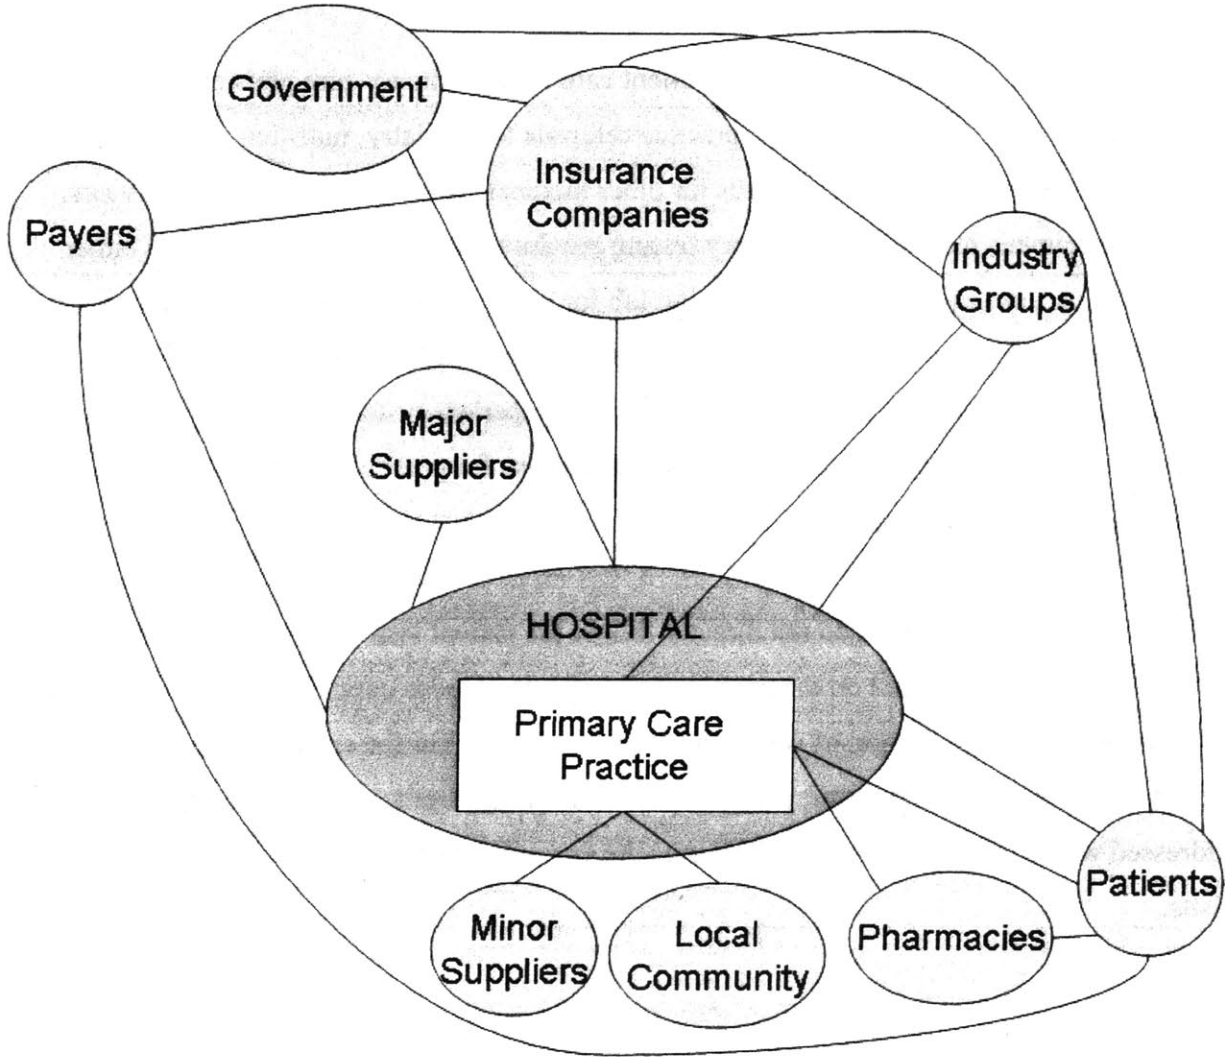 Government
Insurance
Companies
Payers
Industry
Groups
Major
Suppliers
HOSPITAL
Primary Care
Practice
Patients
Minor
Suppliers
Local
Community
Pharmacies